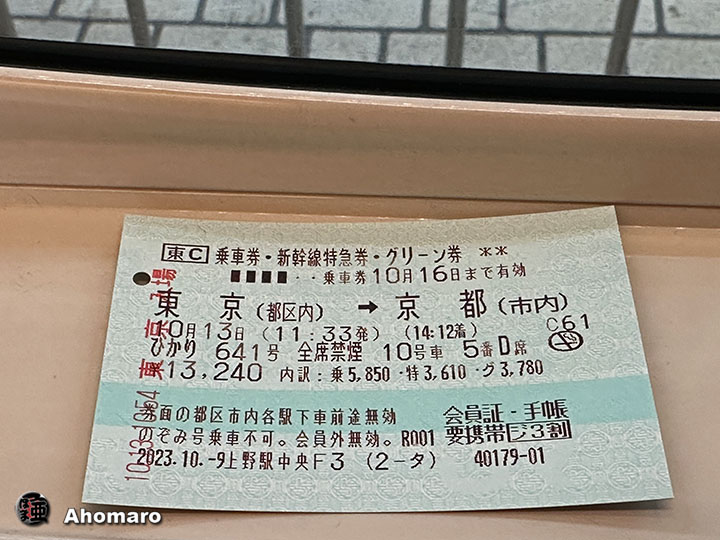 東C 乗車券・新幹線特急券・グリーン券 **
■■■■・・乗車券10月16日まで有効
東 京(都区内) → 京 都(市内)
10月13日(11・33発) (14:12着) C61
ひかり 641号 全席禁煙 10号車 5番D席
13,240 内訳:乗5,850・特3,610・グ3,780
券面の都区市内各駅下車前途無効 会員証・手帳
のぞみ号乗車不可。会員外無効。R001 要携帯 ジ3割
2023.10.-9上野駅中央F3 (2-タ) 40179-01
Ahomaro